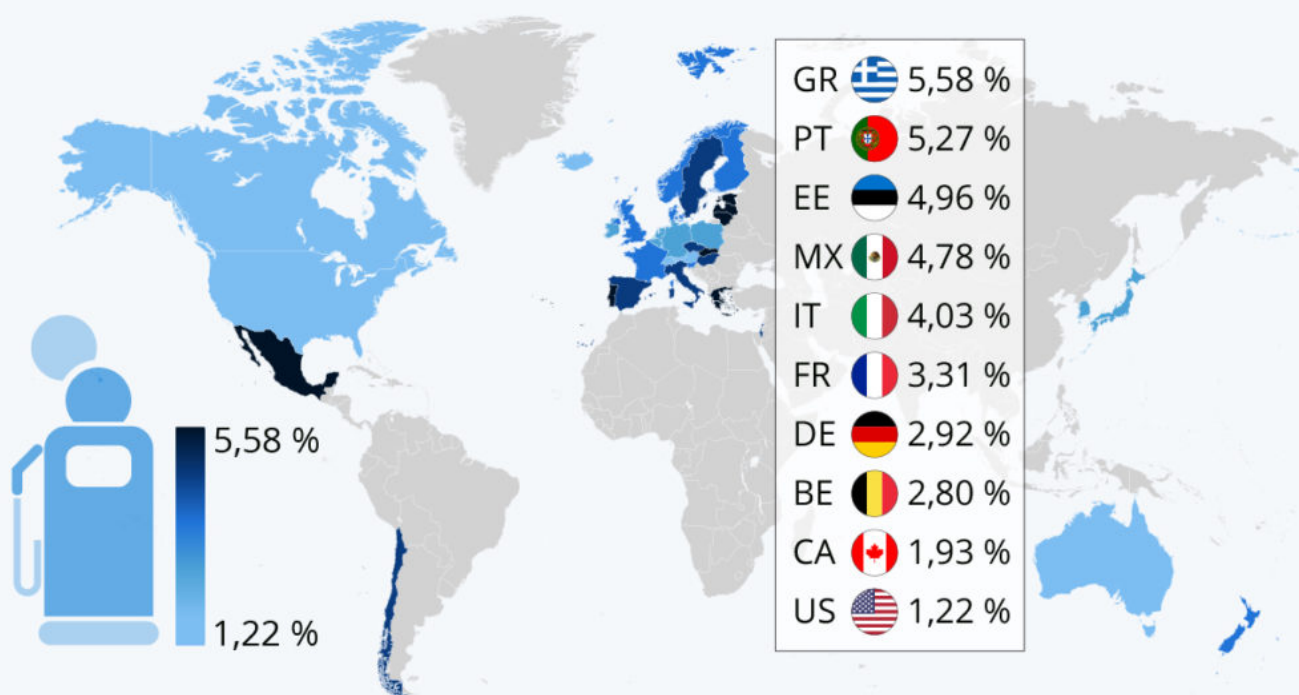 GR 5,58 %
PT 5,27 %
EE 4,96 %
MX 4,78 %
IT 4,03 %
FR 3,31 %
DE 2,92 %
BE 2,80 %
CA 1,93 %
US 1,22 %
5,58 %
1,22 %